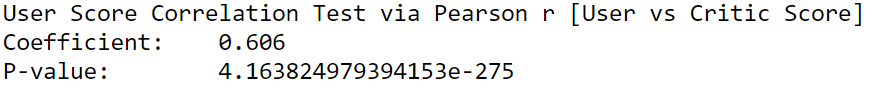 User Score Correlation Test via Pearson r [User vs Critic Score]
Coefficient:    0.606
P-value:        4.163824979394153e-275